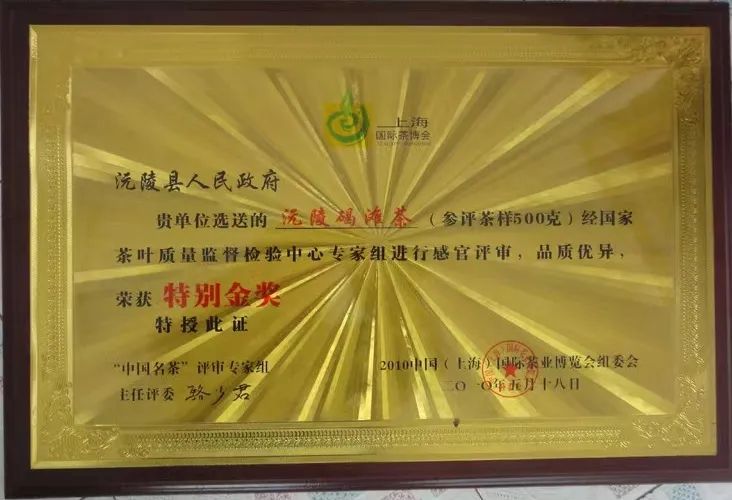 上海
国际茶博会
沅陵县人民政府
贵单位选送的 沅陵碣滩茶 （参评茶样500克）经国家
茶叶质量监督检验中心专家组进行感官评审，品质优异，
荣获 特别金奖
特授此证
“中国名茶”评审专家组
2010中国（上海）国际茶业博览会组委会
主任评委 骆少君
二〇一〇年五月十八日